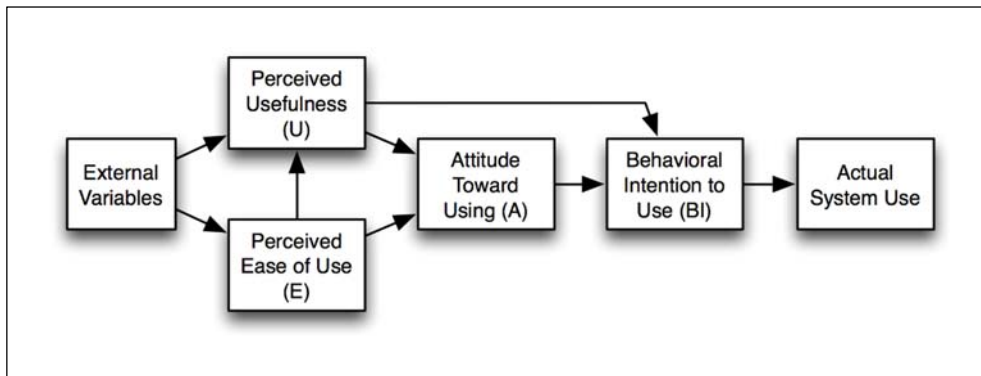 External
Variables
Perceived
Usefulness
(U)
Perceived
Ease of Use
(E)
Attitude
Toward
Using (A)
Behavioral
Intention to
Use (BI)
Actual
System Use